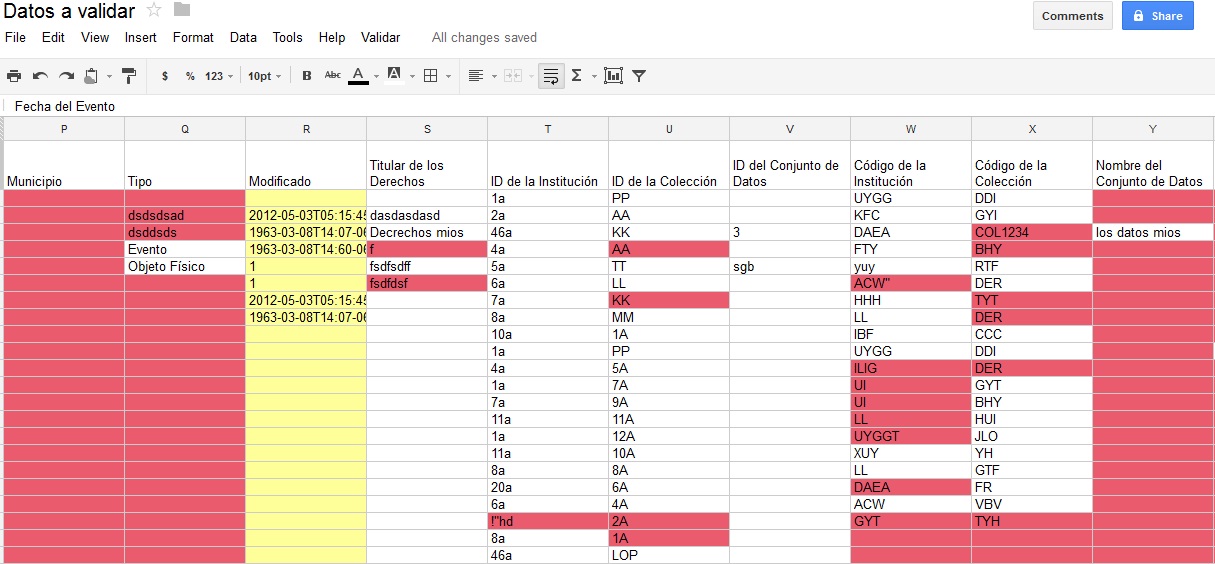 Datos a validar
Comments Share
File Edit View Insert Format Data Tools Help Validar All changes saved
$ % 123 10pt B Abc A A Σ
Fecha del Evento
P Q R S T U V W X Y
Municipio Tipo Modificado Titular de los Derechos ID de la Institución ID de la Colección ID del Conjunto de Datos Código de la Institución Código de la Colección Nombre del Conjunto de Datos
1a PP UYGG DDI
dsdsdsad 2012-05-03T05:15:45 dasdasdasd 2a AA KFC GYI
dsddsds 1963-03-08T14:07-06 Decrechos mios 46a KK 3 DAEA COL1234 los datos mios
Evento 1963-03-08T14:60-06 f 4a AA FTY BHY
Objeto Físico 1 fsdfsdff 5a TT sgb yuy RTF
1 fsdfdsf 6a LL ACW" DER
2012-05-03T05:15:45 7a KK HHH TYT
1963-03-08T14:07-06 8a MM LL DER
10a 1A IBF CCC
1a PP UYGG DDI
4a 5A ILIG DER
1a 7A UI GYT
7a 9A UI BHY
11a 11A LL HUI
1a 12A UYGGT JLO
11a 10A XUY YH
8a 8A LL GTF
20a 6A DAEA FR
6a 4A ACW VBV
!"hd 2A GYT TYH
8a 1A
46a LOP